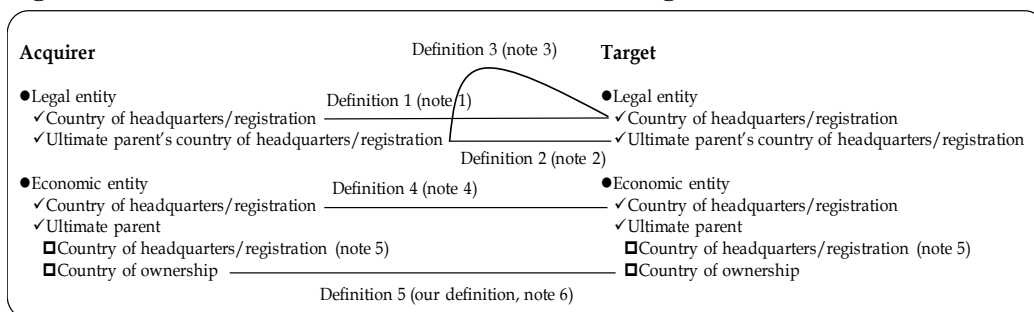 Definition 3 (note 3)
Acquirer
Target
●Legal entity
●Legal entity
Definition 1 (note 1)
✓Country of headquarters/registration
✓Country of headquarters/registration
✓Ultimate parent's country of headquarters/registration
✓Ultimate parent's country of headquarters/registration
Definition 2 (note 2)
●Economic entity
●Economic entity
Definition 4 (note 4)
✓Country of headquarters/registration
✓Country of headquarters/registration
✓Ultimate parent
✓Ultimate parent
Country of headquarters/registration (note 5)
Country of headquarters/registration (note 5)
Country of ownership
Country of ownership
Definition 5 (our definition, note 6)